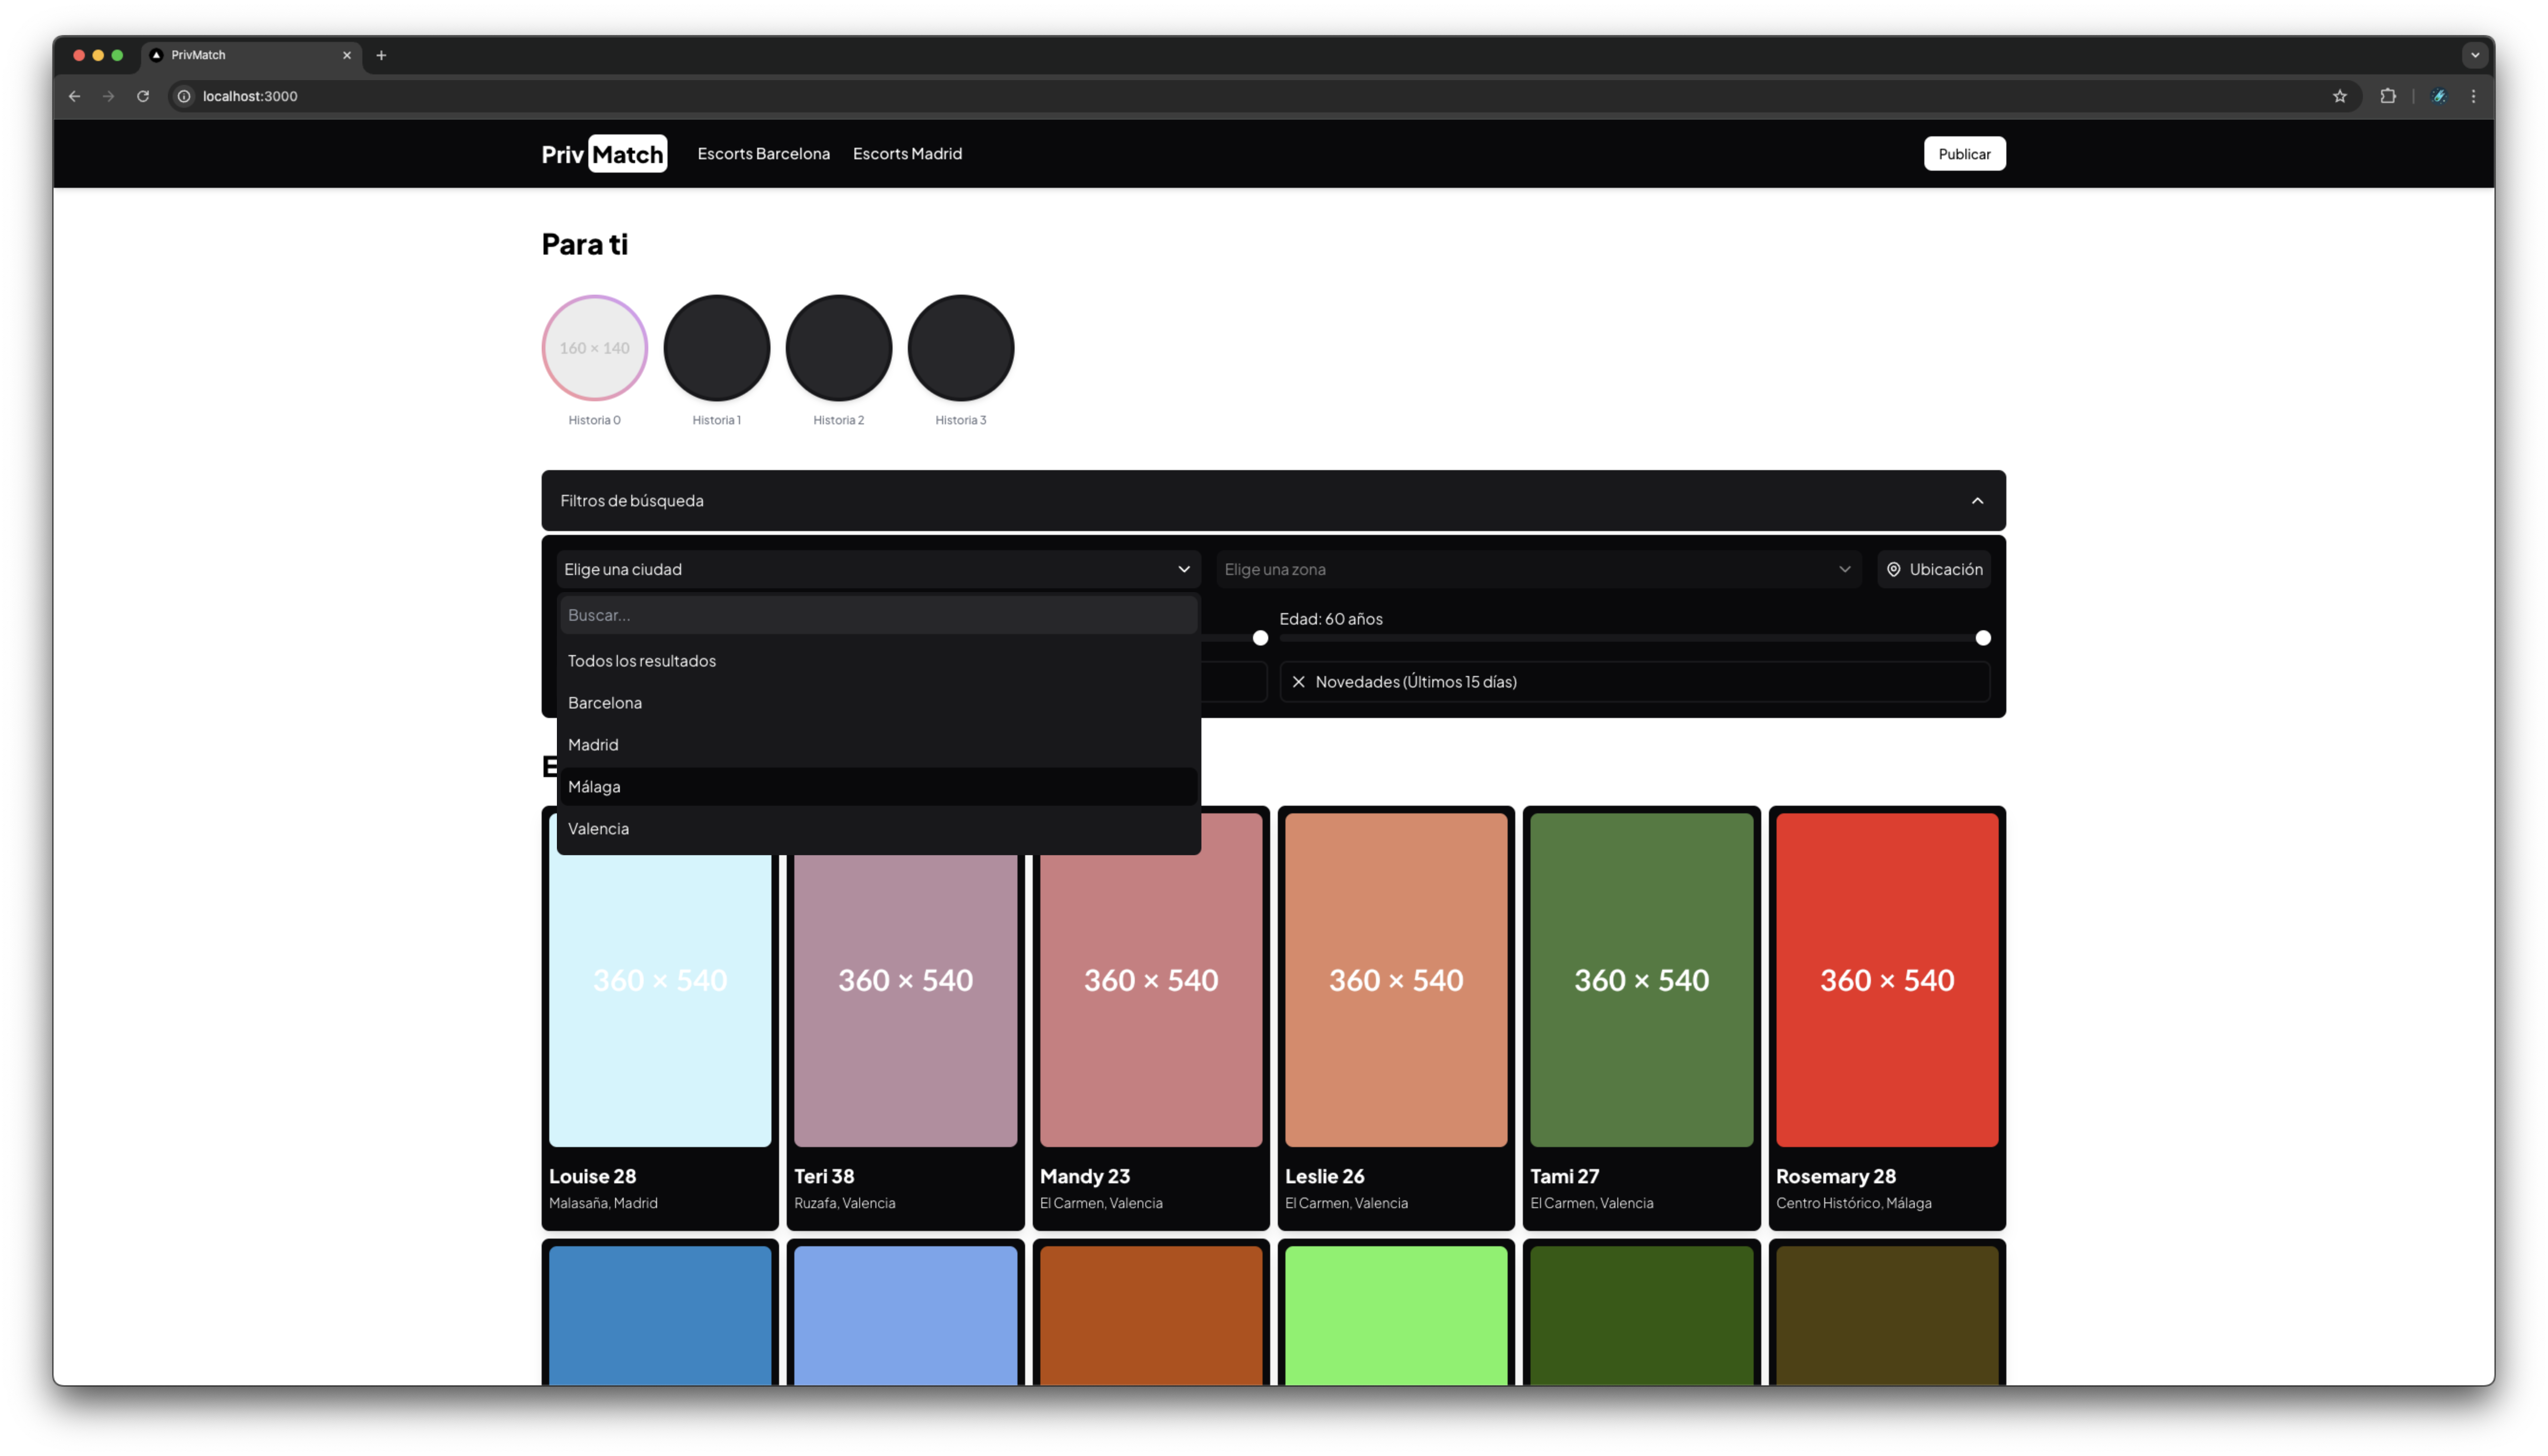 PrivMatch
localhost:3000
Priv Match
Escorts Barcelona
Escorts Madrid
Publicar
Para ti
160 × 140
Historia 0
Historia 1
Historia 2
Historia 3
Filtros de búsqueda
Elige una ciudad
Elige una zona
Ubicación
Buscar...
Edad: 60 años
Todos los resultados
Novedades (Últimos 15 días)
Barcelona
Madrid
Málaga
Valencia
360 × 540
360 × 540
360 × 540
360 × 540
360 × 540
360 × 540
Louise 28
Malasaña, Madrid
Teri 38
Ruzafa, Valencia
Mandy 23
El Carmen, Valencia
Leslie 26
El Carmen, Valencia
Tami 27
El Carmen, Valencia
Rosemary 28
Centro Histórico, Málaga